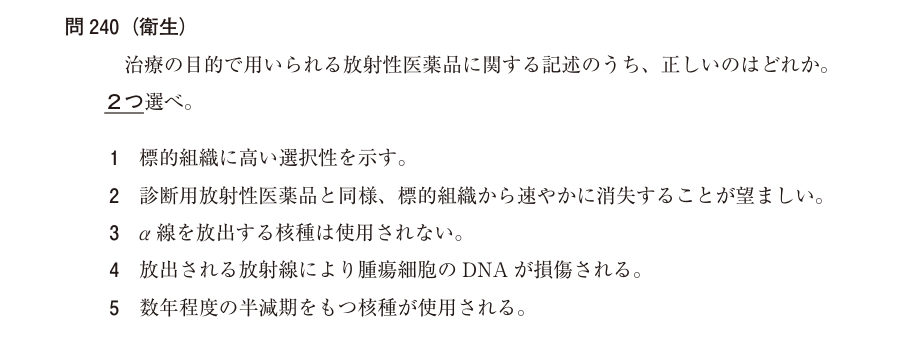 問 240（衛生）
治療の目的で用いられる放射性医薬品に関する記述のうち、正しいのはどれか。
２つ選べ。
1 標的組織に高い選択性を示す。
2 診断用放射性医薬品と同様、標的組織から速やかに消失することが望ましい。
3 α 線を放出する核種は使用されない。
4 放出される放射線により腫瘍細胞の DNA が損傷される。
5 数年程度の半減期をもつ核種が使用される。